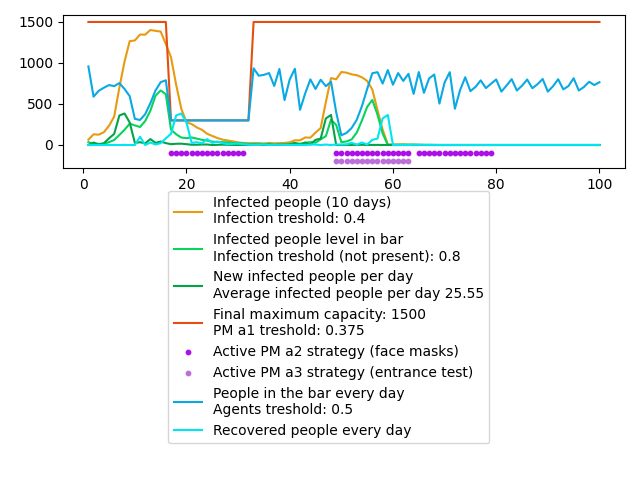 1500
1000
500
0
0 20 40 60 80 100
Infected people (10 days)
Infection treshold: 0.4
Infected people level in bar
Infection treshold (not present): 0.8
New infected people per day
Average infected people per day 25.55
Final maximum capacity: 1500
PM a1 treshold: 0.375
Active PM a2 strategy (face masks)
Active PM a3 strategy (entrance test)
People in the bar every day
Agents treshold: 0.5
Recovered people every day